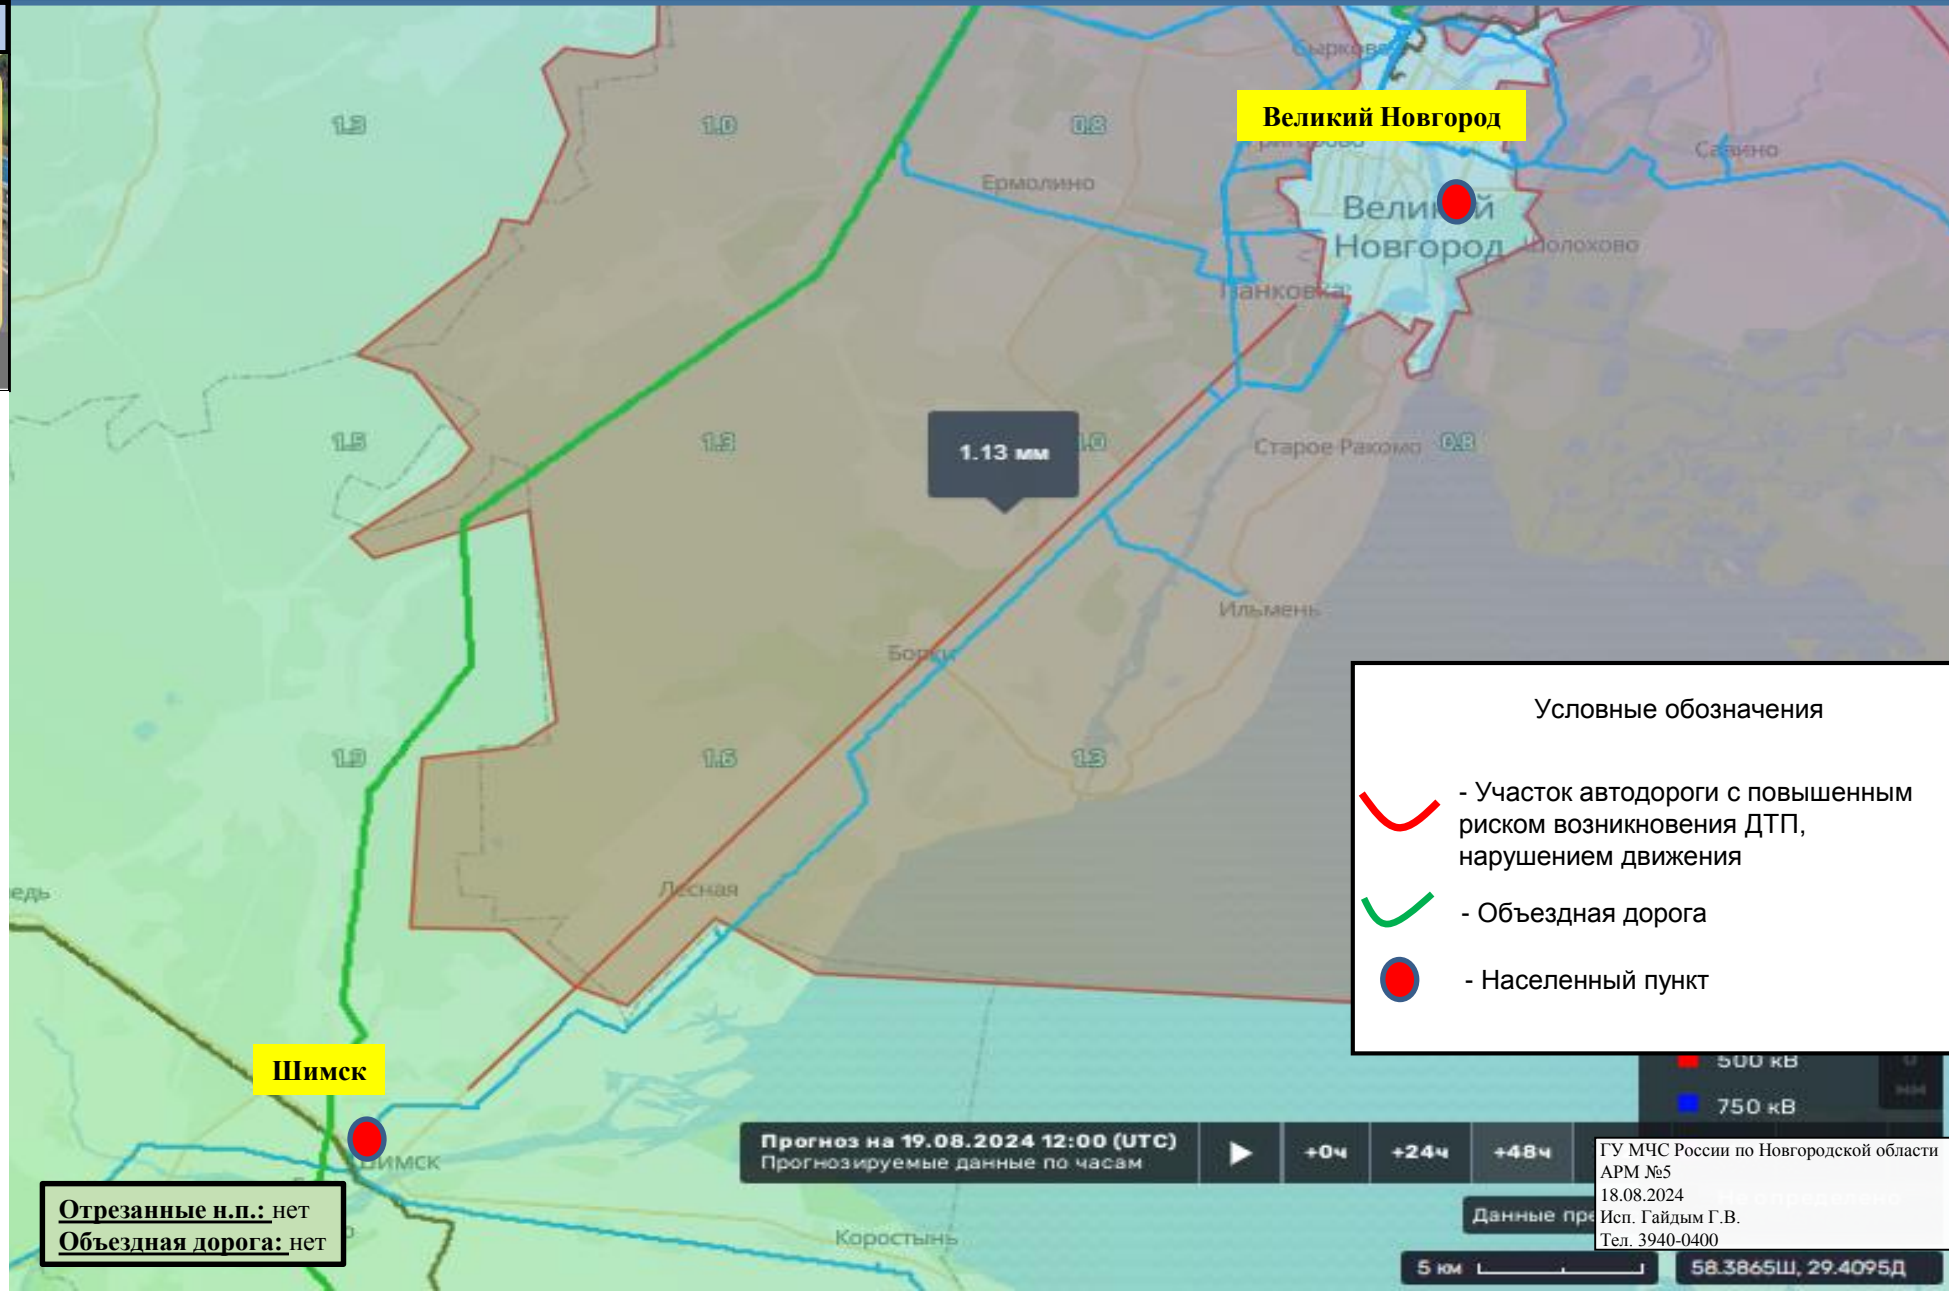 Сырково
1.3
1.0
0.8
Великий Новгород
Савино
Ермолино
Великий
Новгород
Шолохово
Панковка
1.5
1.3
1.13 мм
1.0
Старое Ракомо
0.8
Ильмень
Борки
Условные обозначения
1.9
1.6
1.3
- Участок автодороги с повышенным
риском возникновения ДТП,
нарушением движения
Лесная
- Объездная дорога
- Населенный пункт
Шимск
500 кВ
750 кВ
Прогноз на 19.08.2024 12:00 (UTC)
Прогнозируемые данные по часам
+0ч
+24ч
+48ч
ГУ МЧС России по Новгородской области
АРМ №5
18.08.2024
Исп. Гайдым Г.В.
Тел. 3940-0400
Отрезанные н.п.: нет
Объездная дорога: нет
Данные
Коростынь
5 км
58.3865Ш, 29.4095Д